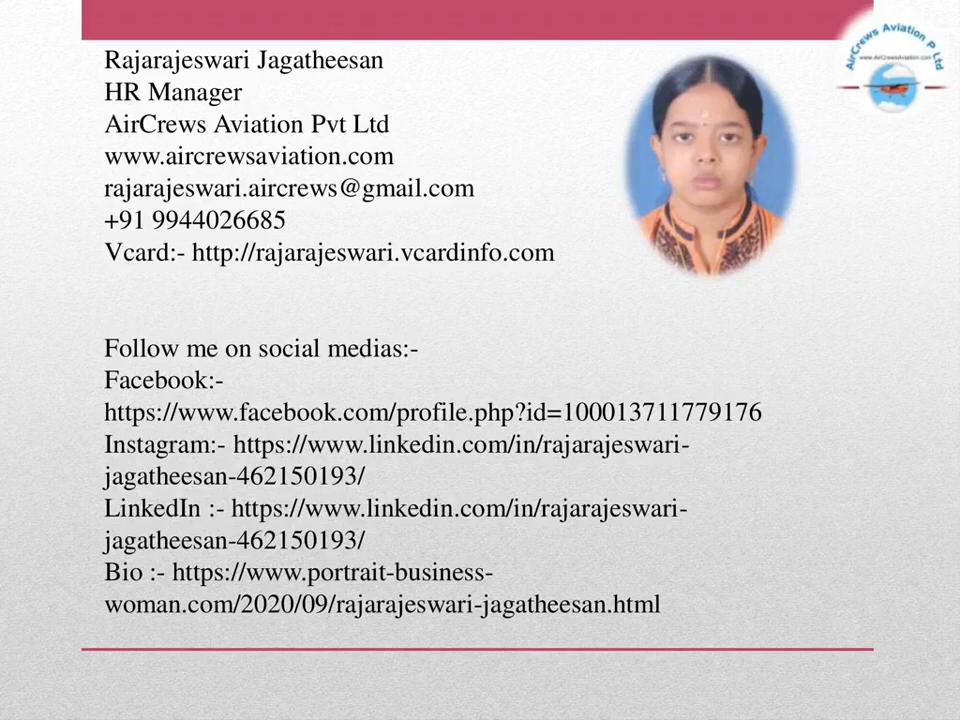 Rajarajeswari Jagatheesan
HR Manager
AirCrews Aviation Pvt Ltd
www.aircrewsaviation.com
rajarajeswari.aircrews@gmail.com
+91 9944026685
Vcard:- http://rajarajeswari.vcardinfo.com
AirCrews Aviation P Ltd
www.AirCrewsAviation.com
Follow me on social medias:-
Facebook:-
https://www.facebook.com/profile.php?id=100013711779176
Instagram:- https://www.linkedin.com/in/rajarajeswari-
jagatheesan-462150193/
LinkedIn :- https://www.linkedin.com/in/rajarajeswari-
jagatheesan-462150193/
Bio :- https://www.portrait-business-
woman.com/2020/09/rajarajeswari-jagatheesan.html